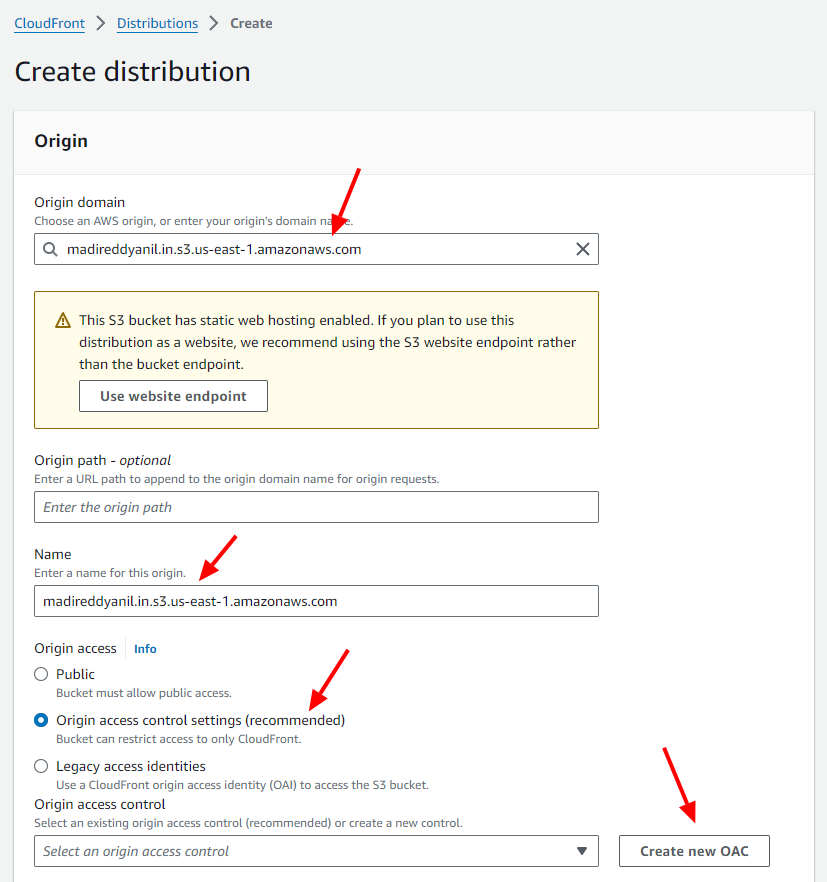 CloudFront > Distributions > Create
Create distribution
Origin
Origin domain
Choose an AWS origin, or enter your origin's domain name.
madireddyanil.in.s3.us-east-1.amazonaws.com
This S3 bucket has static web hosting enabled. If you plan to use this
distribution as a website, we recommend using the S3 website endpoint rather
than the bucket endpoint.
Use website endpoint
Origin path - optional
Enter a URL path to append to the origin domain name for origin requests.
Enter the origin path
Name
Enter a name for this origin.
madireddyanil.in.s3.us-east-1.amazonaws.com
Origin access Info
Public
Bucket must allow public access.
Origin access control settings (recommended)
Bucket can restrict access to only CloudFront.
Legacy access identities
Use a CloudFront origin access identity (OAI) to access the S3 bucket.
Origin access control
Select an existing origin access control (recommended) or create a new control.
Select an origin access control
Create new OAC